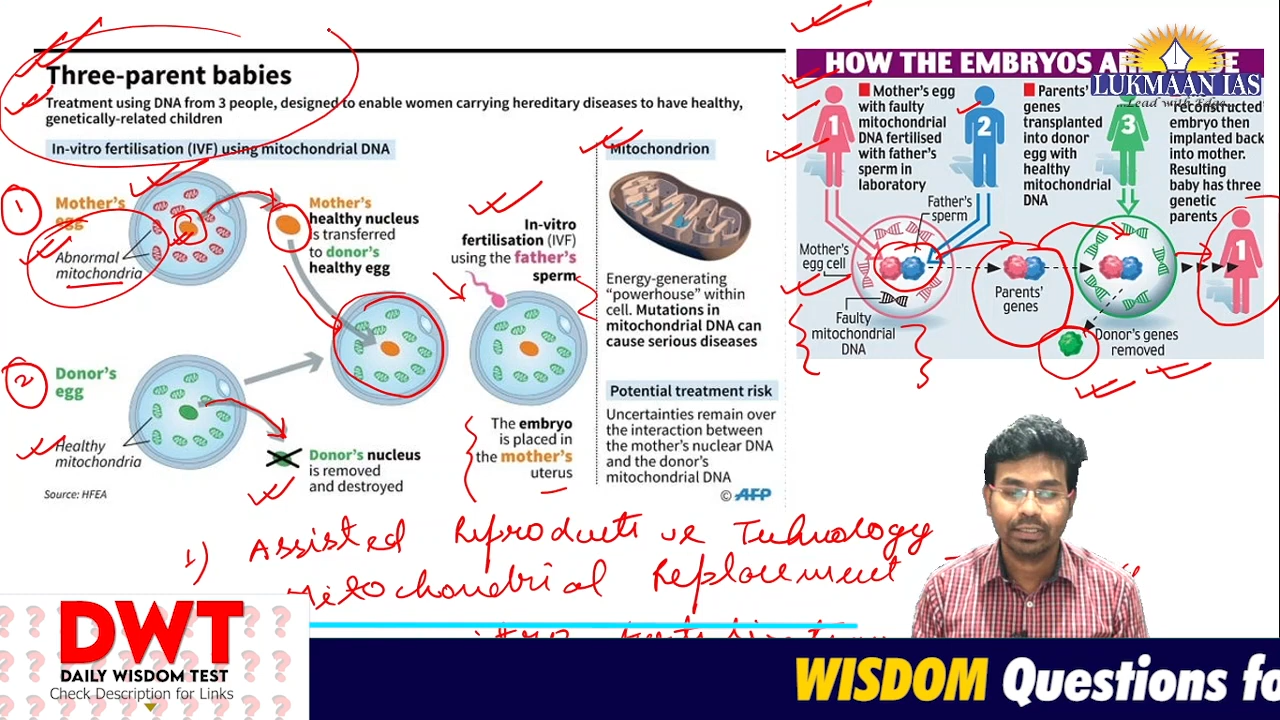 Three-parent babies
Treatment using DNA from 3 people, designed to enable women carrying hereditary diseases to have healthy,
genetically-related children
In-vitro fertilisation (IVF) using mitochondrial DNA
1
Mother's
egg
Abnormal
mitochondria
Mother's
healthy nucleus
is transferred
to donor's
healthy egg
In-vitro
fertilisation (IVF)
using the father's
sperm
2
Donor's
egg
Healthy
mitochondria
Donor's nucleus
is removed
and destroyed
The embryo
is placed in
the mother's
uterus
Source: HFEA
Mitochondrion
Energy-generating
"powerhouse" within
cell. Mutations in
mitochondrial DNA can
cause serious diseases
Potential treatment risk
Uncertainties remain over
the interaction between
the mother's nuclear DNA
and the donor's
mitochondrial DNA
© AFP
HOW THE EMBRYOS
LUKMAAN IAS
...Lead with Edge...
1
Mother's egg
with faulty
mitochondrial
DNA fertilised
with father's
sperm in
laboratory
2
Parents'
genes
transplanted
into donor
egg with
healthy
mitochondrial
DNA
3
reconstructed
embryo then
implanted back
into mother.
Resulting
baby has three
genetic
parents
Father's
sperm
Mother's
egg cell
Faulty
mitochondrial
DNA
Parents'
genes
Donor's genes
removed
1
1) Assisted Reproductive Technology
Mitochondrial Replacement
DWT
DAILY WISDOM TEST
Check Description for Links
WISDOM Questions fo